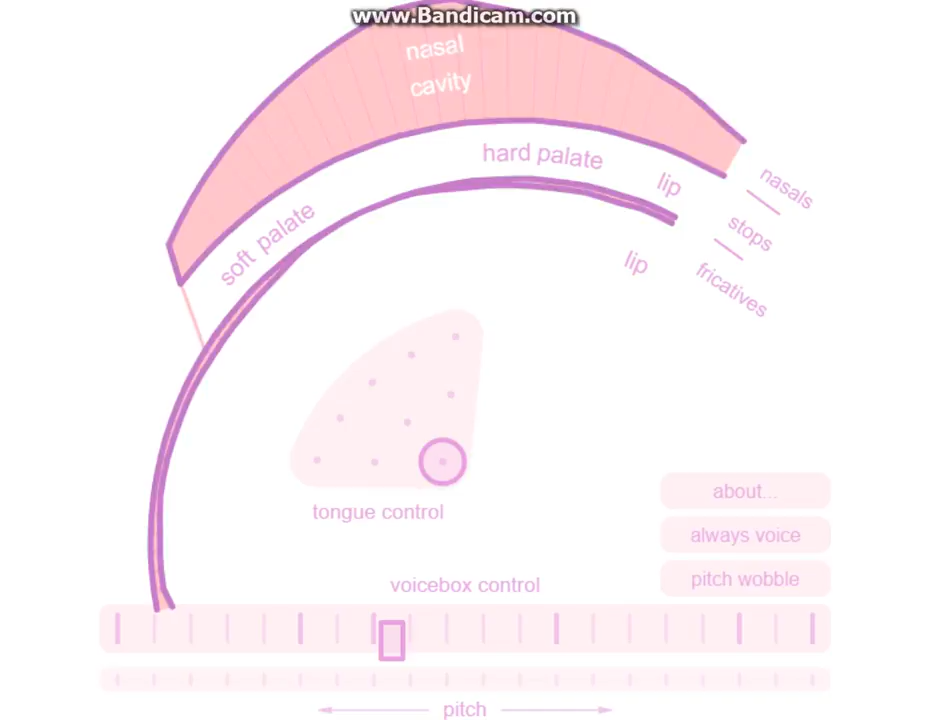 www.Bandicam.com
nasal
cavity
hard palate
soft palate
lip
lip
nasals
stops
fricatives
tongue control
about...
always voice
pitch wobble
voicebox control
pitch